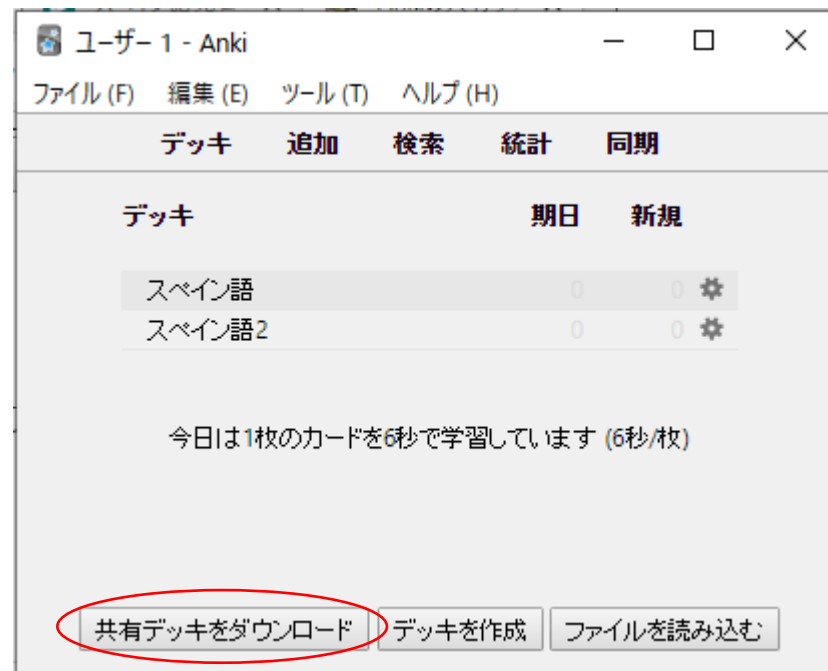 ユーザー 1 - Anki
ファイル (F) 編集 (E) ツール (T) ヘルプ (H)
デッキ 追加 検索 統計 同期
デッキ 期日 新規
スペイン語 0 0
スペイン語2 0 0
今日は1枚のカードを6秒で学習しています (6秒/枚)
共有デッキをダウンロード デッキを作成 ファイルを読み込む